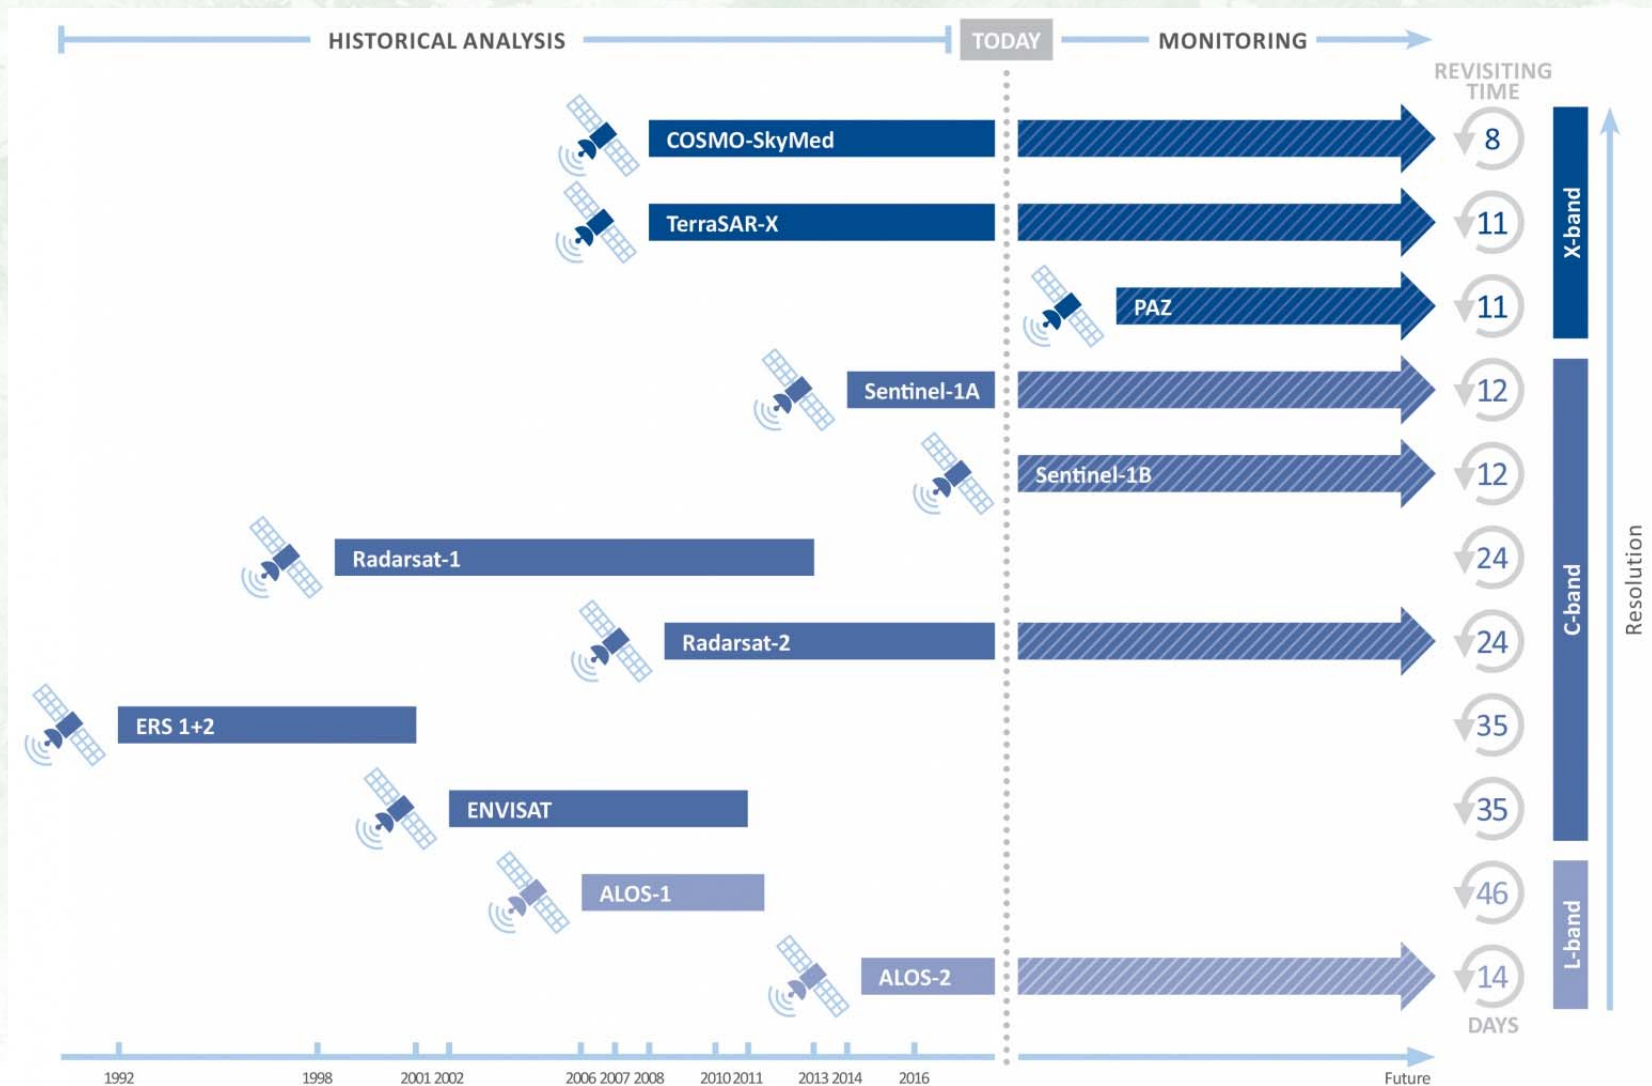 HISTORICAL ANALYSIS
TODAY
MONITORING
REVISITING
TIME
COSMO-SkyMed
8
TerraSAR-X
11
PAZ
11
X-band
Sentinel-1A
12
Sentinel-1B
12
Radarsat-1
24
Radarsat-2
24
ERS 1+2
35
ENVISAT
35
C-band
ALOS-1
46
ALOS-2
14
L-band
DAYS
Resolution
1992 1998 2001 2002 2006 2007 2008 2010 2011 2013 2014 2016 Future